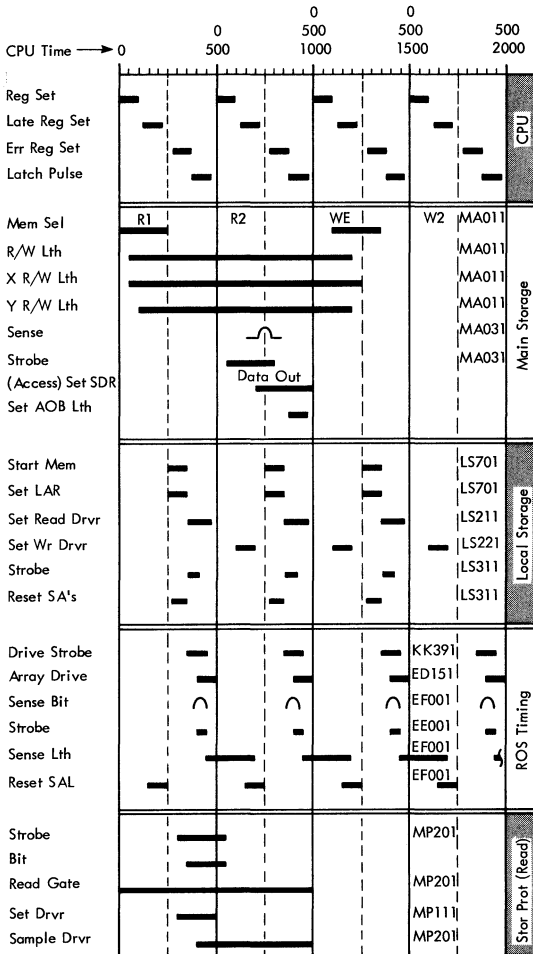 0 0 0
CPU Time 0 500 500 500 500
0 500 1000 1500 2000
Reg Set
Late Reg Set
Err Reg Set
Latch Pulse
CPU
R1 R2 WE W2
Mem Sel MA011
R/W Lth MA011
X R/W Lth MA011
Y R/W Lth MA011
Sense MA031
Strobe MA031
Data Out
(Access) Set SDR
Set AOB Lth
Main Storage
Start Mem LS701
Set LAR LS701
Set Read Drvr LS211
Set Wr Drvr LS221
Strobe LS311
Reset SA's LS311
Local Storage
Drive Strobe KK391
Array Drive ED151
Sense Bit EF001
Strobe EE001
Sense Lth EF001
Reset SAL EF001
ROS Timing
Strobe MP201
Bit
Read Gate MP201
Set Drvr MP111
Sample Drvr MP201
Stor Prot (Read)